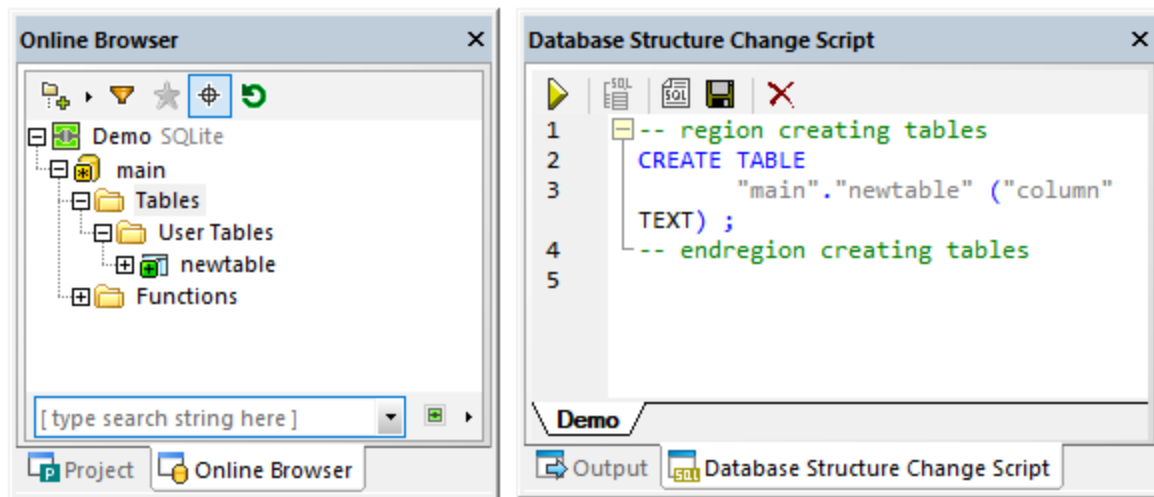 Online Browser
Demo SQLite
main
Tables
User Tables
newtable
Functions
[ type search string here ]
Project
Online Browser
Database Structure Change Script
1 -- region creating tables
2 CREATE TABLE
3 "main"."newtable" ("column"
TEXT) ;
4 -- endregion creating tables
5
Demo
Output
Database Structure Change Script